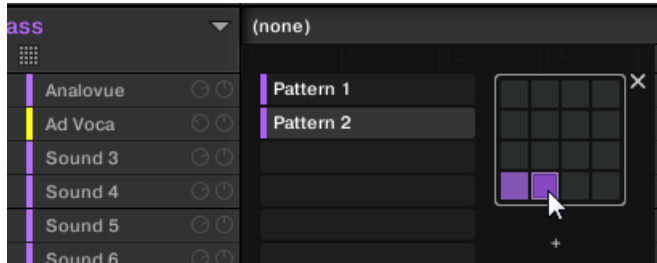 ass
(none)
Analovue
Pattern 1
Ad Voca
Pattern 2
Sound 3
Sound 4
Sound 5
Sound 6